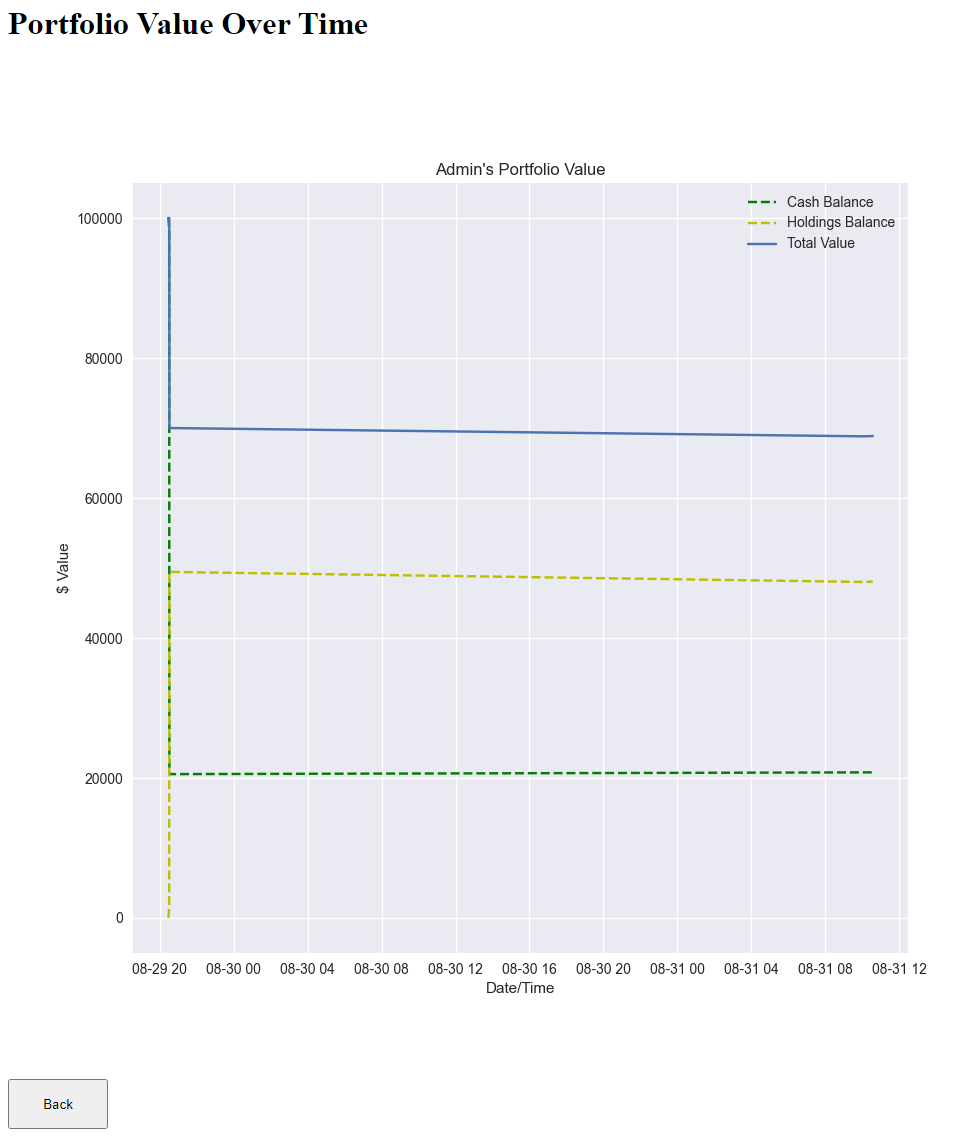 Portfolio Value Over Time
Admin's Portfolio Value
Cash Balance
Holdings Balance
Total Value
100000
80000
60000
40000
20000
0
$ Value
08-29 20 08-30 00 08-30 04 08-30 08 08-30 12 08-30 16 08-30 20 08-31 00 08-31 04 08-31 08 08-31 12
Date/Time
Back